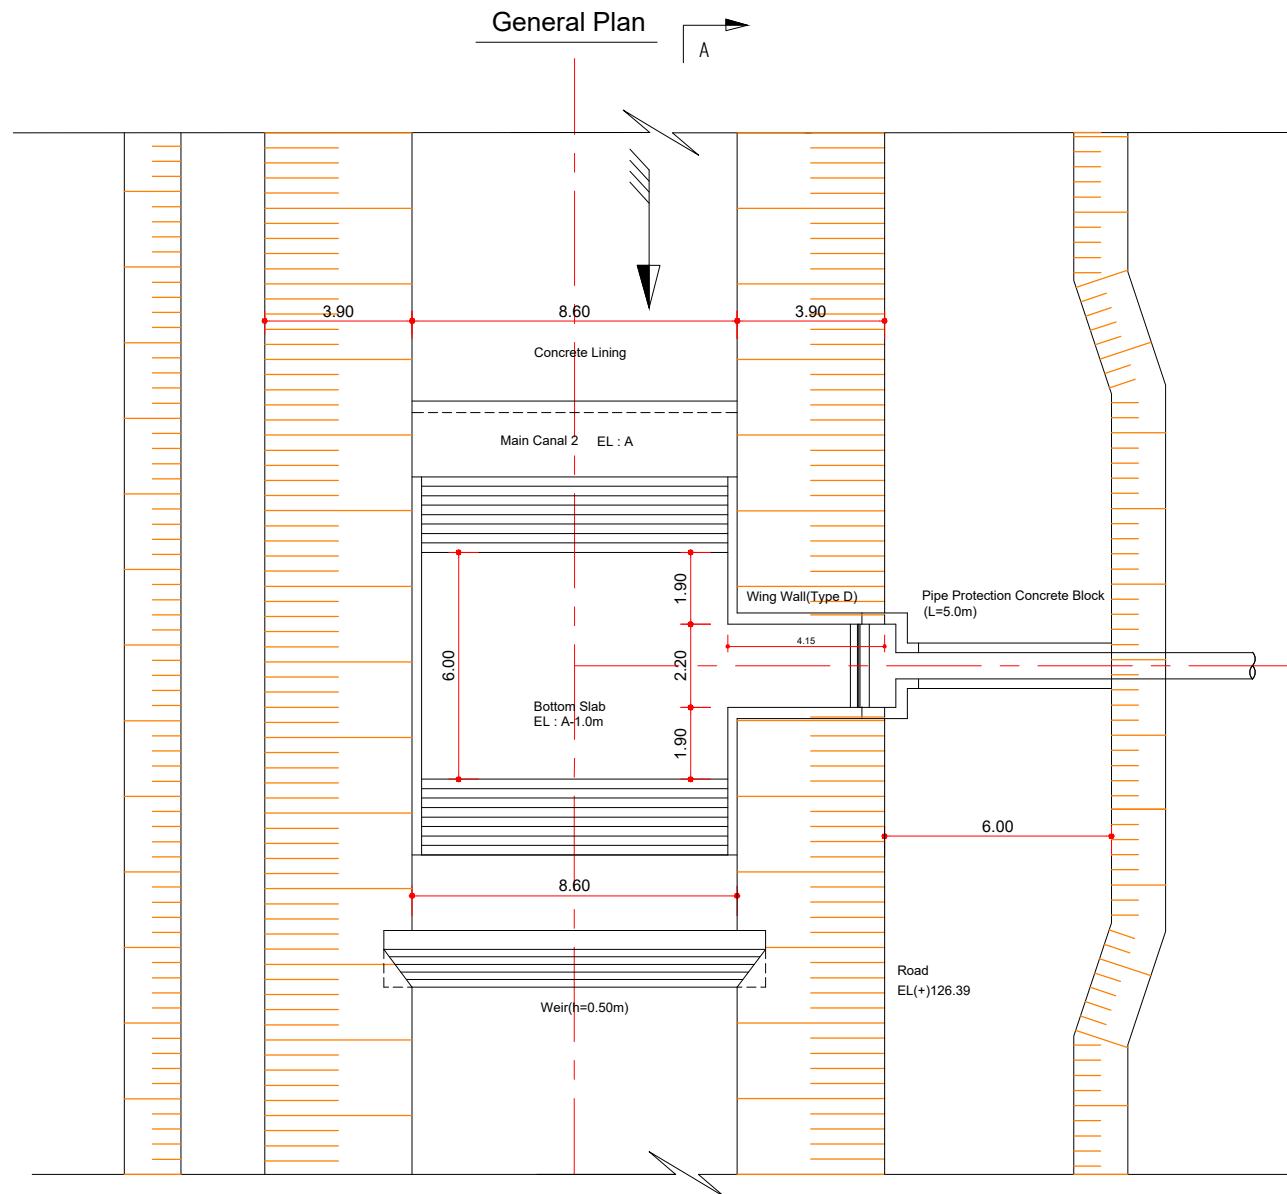 General Plan
A
3.90
8.60
3.90
Concrete Lining
Main Canal 2 EL : A
1.90
Wing Wall(Type D)
Pipe Protection Concrete Block
(L=5.0m)
4.15
6.00
2.20
Bottom Slab
EL : A-1.0m
1.90
6.00
8.60
Road
EL(+)126.39
Weir(h=0.50m)